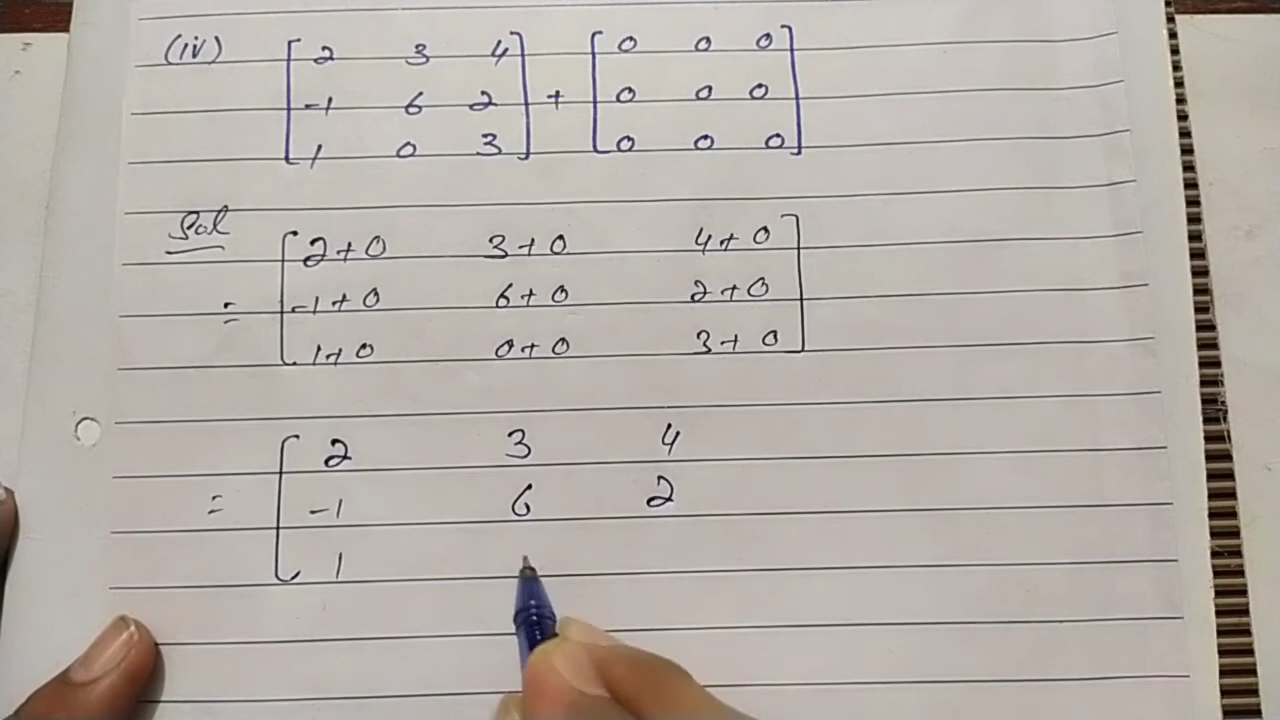 (iv) [ 2 3 4 ] + [ 0 0 0 ]
-1 6 2 0 0 0
1 0 3 0 0 0
Sol
= [ 2+0 3+0 4+0 ]
-1+0 6+0 2+0
1+0 0+0 3+0
= [ 2 3 4
-1 6 2
1